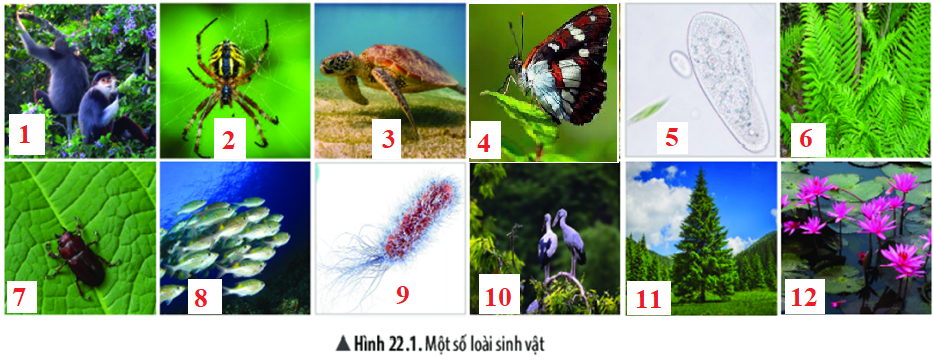 1 2 3 4 5 6
7 8 9 10 11 12
▲ Hình 22.1. Một số loài sinh vật